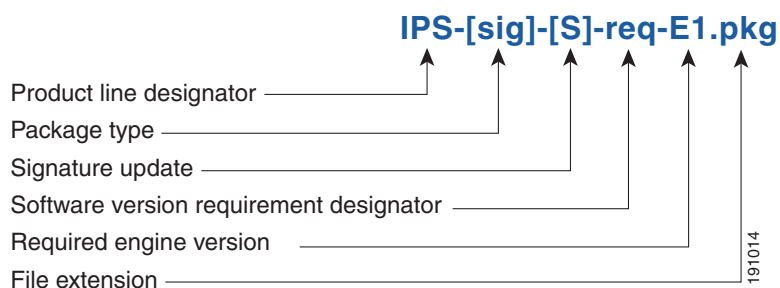 IPS-[sig]-[S]-req-E1.pkg
Product line designator
Package type
Signature update
Software version requirement designator
Required engine version
File extension
191014